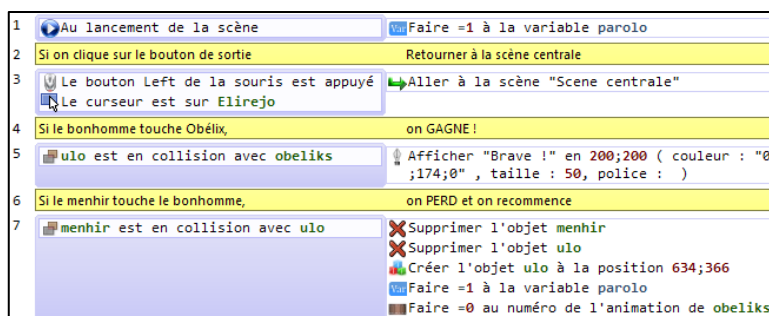 1 Au lancement de la scène Faire =1 à la variable parolo
2 Si on clique sur le bouton de sortie Retourner à la scène centrale
3 Le bouton Left de la souris est appuyé Aller à la scène "Scene centrale"
Le curseur est sur Elirejo
4 Si le bonhomme touche Obélix, on GAGNE !
5 ulo est en collision avec obeliks Afficher "Brave !" en 200;200 ( couleur : "0
;174;0" , taille : 50, police : )
6 Si le menhir touche le bonhomme, on PERD et on recommence
7 menhir est en collision avec ulo Supprimer l'objet menhir
Supprimer l'objet ulo
Créer l'objet ulo à la position 634;366
Var Faire =1 à la variable parolo
Faire =0 au numéro de l'animation de obeliks